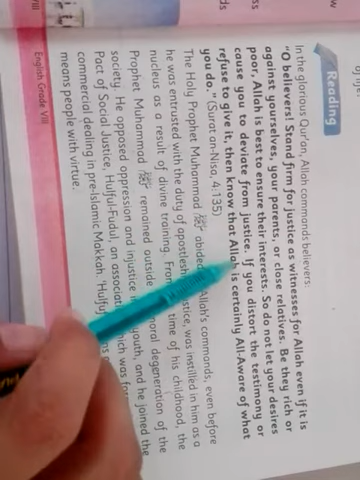 Reading
In the glorious Qur'an, Allah commands believers:
"O believers! Stand firm for justice as witnesses for Allah even if it is
against yourselves, your parents, or close relatives. Be they rich or
poor, Allah is best to ensure their interests. So do not let your desires
cause you to deviate from justice. If you distort the testimony or
refuse to give it, then know that Allah is certainly All-Aware of what
you do." (Surat an-Nisa, 4:135)
The Holy Prophet Muhammad ﷺ Allah's commands, even before
he was entrusted with the duty of justice, was instilled in him as a
nucleus as a result of divine training. time of his childhood, the
Prophet Muhammad ﷺ remained outside moral degeneration of the
society. He opposed oppression and injustice youth, and he joined the
Pact of Social Justice, 'Hulful-Fudul', an which was
commercial dealing in pre-Islamic Makkah.
means people with virtue.
English Grade VIII